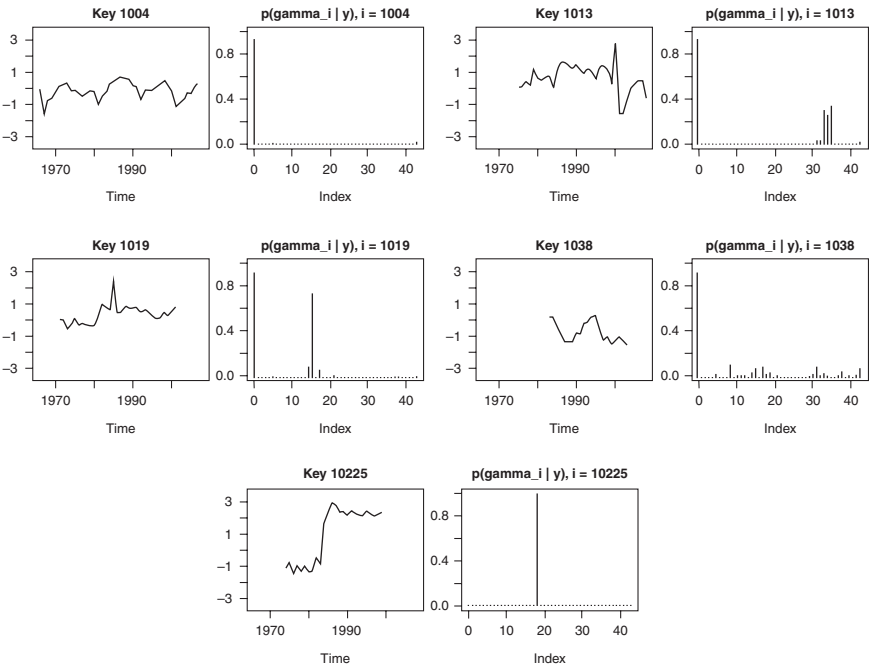 Key 1004
3
1
−1
−3
1970
1990
Time
p(gamma_i | y), i = 1004
0.8
0.4
0.0
0 10 20 30 40
Index
Key 1013
3
1
−1
−3
1970
1990
Time
p(gamma_i | y), i = 1013
0.8
0.4
0.0
0 10 20 30 40
Index
Key 1019
3
1
−1
−3
1970
1990
Time
p(gamma_i | y), i = 1019
0.8
0.4
0.0
0 10 20 30 40
Index
Key 1038
3
1
−1
−3
1970
1990
Time
p(gamma_i | y), i = 1038
0.8
0.4
0.0
0 10 20 30 40
Index
Key 10225
3
1
−1
−3
1970
1990
Time
p(gamma_i | y), i = 10225
0.8
0.4
0.0
0 10 20 30 40
Index